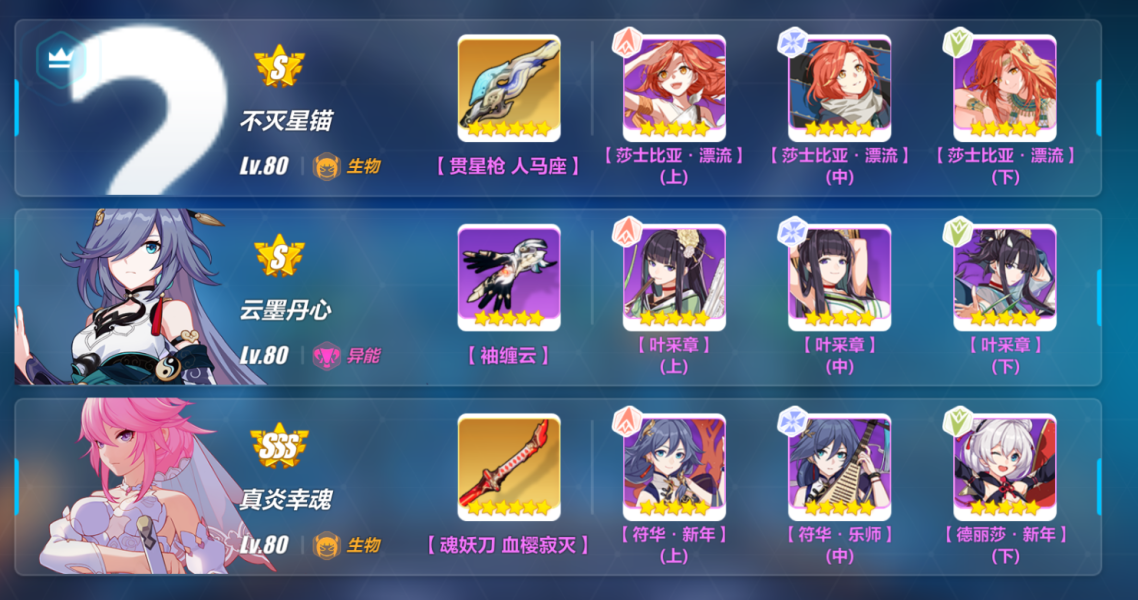 ?
S
不灭星锚
Lv.80 生物
【贯星枪 人马座】
【莎士比亚·漂流】
(上)
【莎士比亚·漂流】
(中)
【莎士比亚·漂流】
(下)
S
云墨丹心
Lv.80 异能
【袖缠云】
【叶采章】
(上)
【叶采章】
(中)
【叶采章】
(下)
SSS
真炎幸魂
Lv.80 生物
【魂妖刀 血樱寂灭】
【符华·新年】
(上)
【符华·乐师】
(中)
【德丽莎·新年】
(下)